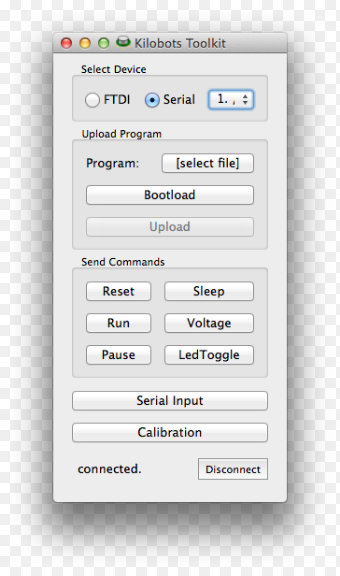 Kilobots Toolkit
Select Device
FTDI Serial 1. ,
Upload Program
Program: [select file]
Bootload
Upload
Send Commands
Reset Sleep
Run Voltage
Pause LedToggle
Serial Input
Calibration
connected. Disconnect